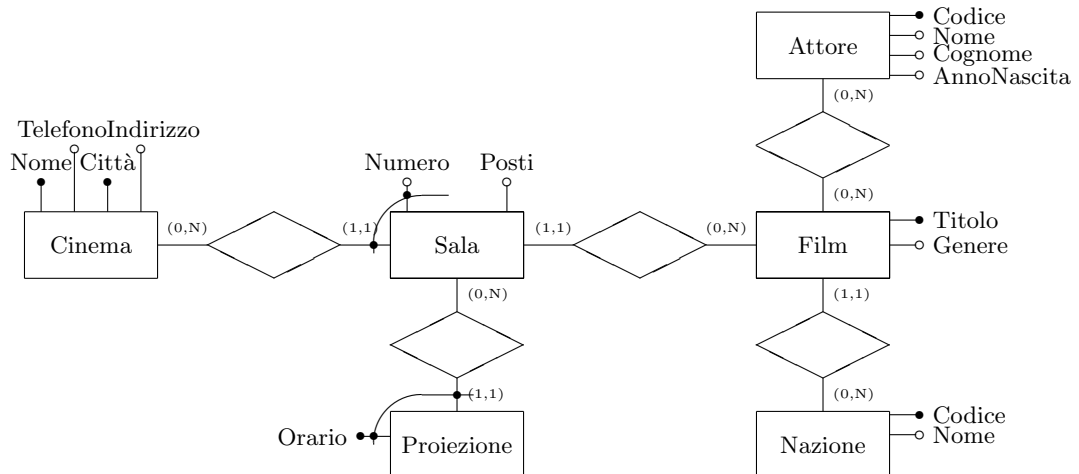 Codice
Nome
Attore
Cognome
AnnoNascita
(0,N)
TelefonoIndirizzo
Nome Città
Numero
Posti
(0,N)
(0,N)
(1,1)
(1,1)
(0,N)
Titolo
Cinema
Sala
Film
Genere
(0,N)
(1,1)
(1,1)
(0,N)
Codice
Orario
Proiezione
Nazione
Nome